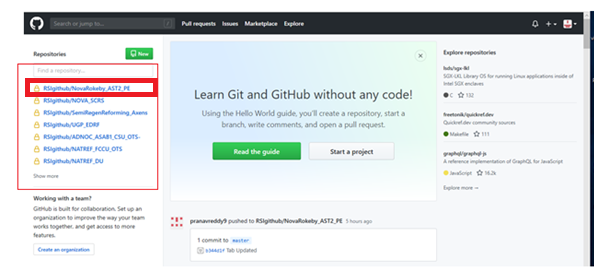 Search or jump to...
/
Pull requests Issues Marketplace Explore
Repositories
New
Find a repository...
RSIgithub/NovaRokeby_AST2_PE
RSIgithub/NOVA_SCRS
RSIgithub/SemiRegenReforming_Axens
RSIgithub/UGP_EDRF
RSIgithub/ADNOC_ASAB1_CSU_OTS-
RSIgithub/NATREF_FCCU_OTS
RSIgithub/NATREF_DU
Show more
Working with a team?
GitHub is built for collaboration. Set up an
organization to improve the way your team
works together, and get access to more
features.
Create an organization
Learn Git and GitHub without any code!
Using the Hello World guide, you'll create a repository, start a
branch, write comments, and open a pull request.
Read the guide
Start a project
pranavreddy9 pushed to RSIgithub/NovaRokeby_AST2_PE 5 hours ago
1 commit to master
Tab Updated
Explore repositories
lsds/sgx-lkl
SGX-LKL Library OS for running Linux applications inside of
Intel SGX enclaves
C 132
freetonik/quickref.dev
Quickref.dev community sources
Makefile 111
graphql/graphql-js
A reference implementation of GraphQL for JavaScript
JavaScript 16.2k
Explore more →